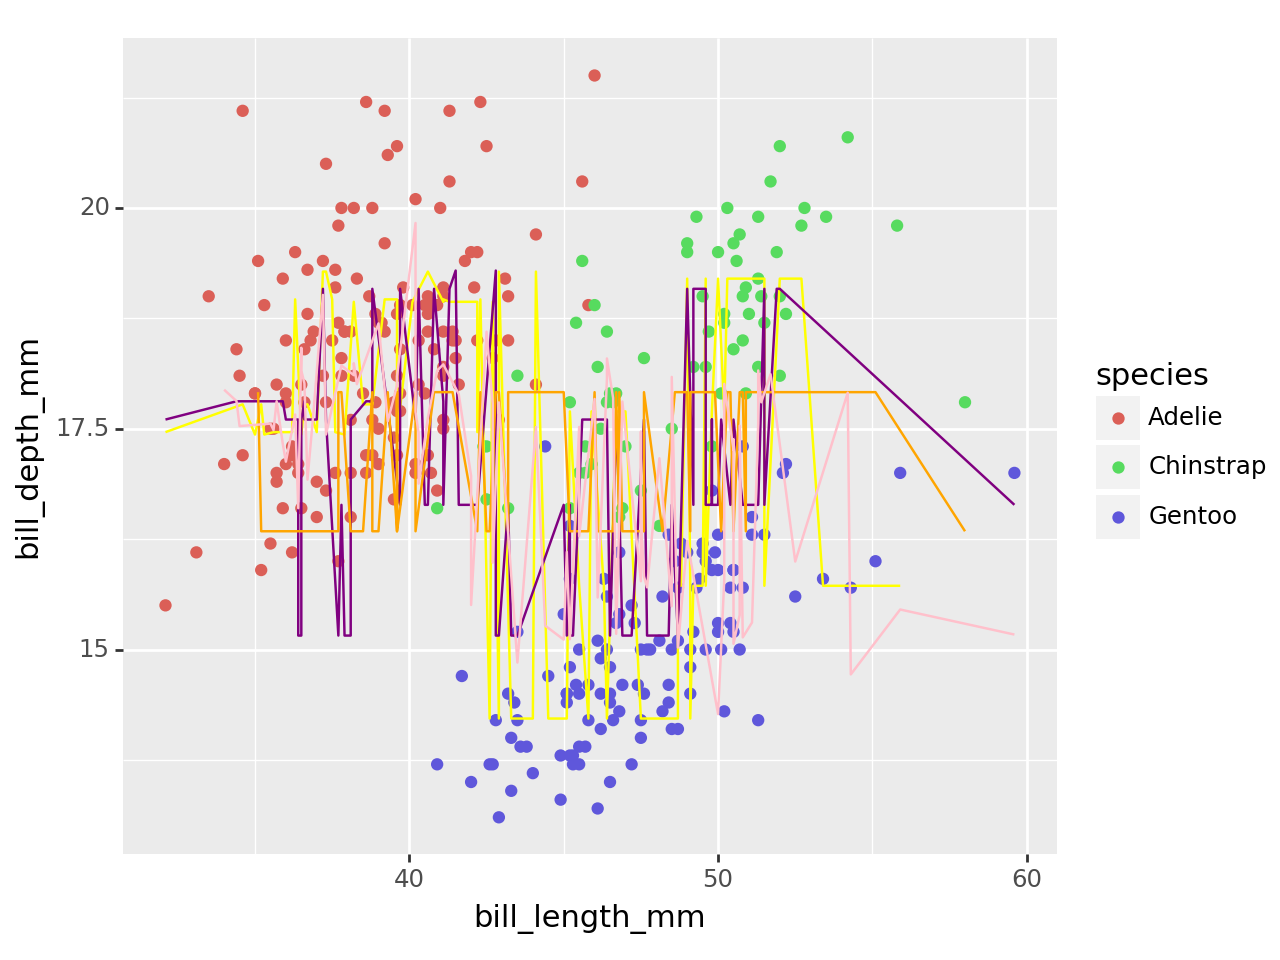 20
17.5
15
bill_depth_mm
40
50
60
bill_length_mm
species
Adelie
Chinstrap
Gentoo